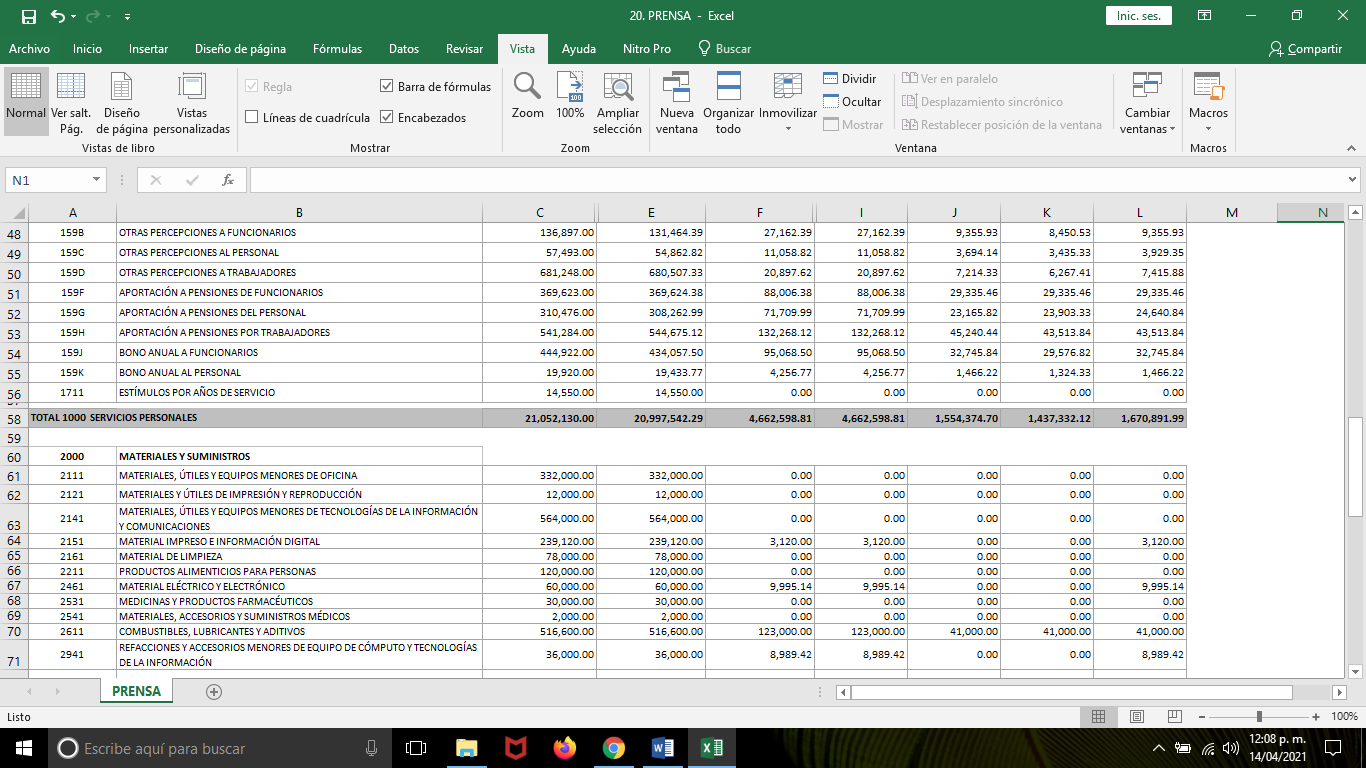 20. PRENSA - Excel
Inic. ses.
Archivo Inicio Insertar Diseño de página Fórmulas Datos Revisar Vista Ayuda Nitro Pro Buscar Compartir
Normal Ver salt. Pág. Diseño de página Vistas personalizadas
Vistas de libro
Regla Barra de fórmulas
Líneas de cuadrícula Encabezados
Mostrar
Zoom 100% Ampliar selección
100
Zoom
Nueva ventana Organizar todo Inmovilizar
Dividir Ver en paralelo
Ocultar Desplazamiento sincrónico
Mostrar Restablecer posición de la ventana
Cambiar ventanas
Ventana
Macros
Macros
N1 fx
A B C E F I J K L M N
48 159B OTRAS PERCEPCIONES A FUNCIONARIOS 136,897.00 131,464.39 27,162.39 27,162.39 9,355.93 8,450.53 9,355.93
49 159C OTRAS PERCEPCIONES AL PERSONAL 57,493.00 54,862.82 11,058.82 11,058.82 3,694.14 3,435.33 3,929.35
50 159D OTRAS PERCEPCIONES A TRABAJADORES 681,248.00 680,507.33 20,897.62 20,897.62 7,214.33 6,267.41 7,415.88
51 159F APORTACIÓN A PENSIONES DE FUNCIONARIOS 369,623.00 369,624.38 88,006.38 88,006.38 29,335.46 29,335.46 29,335.46
52 159G APORTACIÓN A PENSIONES DEL PERSONAL 310,476.00 308,262.99 71,709.99 71,709.99 23,165.82 23,903.33 24,640.84
53 159H APORTACIÓN A PENSIONES POR TRABAJADORES 541,284.00 544,675.12 132,268.12 132,268.12 45,240.44 43,513.84 43,513.84
54 159J BONO ANUAL A FUNCIONARIOS 444,922.00 434,057.50 95,068.50 95,068.50 32,745.84 29,576.82 32,745.84
55 159K BONO ANUAL AL PERSONAL 19,920.00 19,433.77 4,256.77 4,256.77 1,466.22 1,324.33 1,466.22
56 1711 ESTÍMULOS POR AÑOS DE SERVICIO 14,550.00 14,550.00 0.00 0.00 0.00 0.00 0.00
58 TOTAL 1000 SERVICIOS PERSONALES 21,052,130.00 20,997,542.29 4,662,598.81 4,662,598.81 1,554,374.70 1,437,332.12 1,670,891.99
59
60 2000 MATERIALES Y SUMINISTROS
61 2111 MATERIALES, ÚTILES Y EQUIPOS MENORES DE OFICINA 332,000.00 332,000.00 0.00 0.00 0.00 0.00 0.00
62 2121 MATERIALES Y ÚTILES DE IMPRESIÓN Y REPRODUCCIÓN 12,000.00 12,000.00 0.00 0.00 0.00 0.00 0.00
63 2141 MATERIALES, ÚTILES Y EQUIPOS MENORES DE TECNOLOGÍAS DE LA INFORMACIÓN
Y COMUNICACIONES 564,000.00 564,000.00 0.00 0.00 0.00 0.00 0.00
64 2151 MATERIAL IMPRESO E INFORMACIÓN DIGITAL 239,120.00 239,120.00 3,120.00 3,120.00 0.00 0.00 3,120.00
65 2161 MATERIAL DE LIMPIEZA 78,000.00 78,000.00 0.00 0.00 0.00 0.00 0.00
66 2211 PRODUCTOS ALIMENTICIOS PARA PERSONAS 120,000.00 120,000.00 0.00 0.00 0.00 0.00 0.00
67 2461 MATERIAL ELÉCTRICO Y ELECTRÓNICO 60,000.00 60,000.00 9,995.14 9,995.14 0.00 0.00 9,995.14
68 2531 MEDICINAS Y PRODUCTOS FARMACÉUTICOS 30,000.00 30,000.00 0.00 0.00 0.00 0.00 0.00
69 2541 MATERIALES, ACCESORIOS Y SUMINISTROS MÉDICOS 2,000.00 2,000.00 0.00 0.00 0.00 0.00 0.00
70 2611 COMBUSTIBLES, LUBRICANTES Y ADITIVOS 516,600.00 516,600.00 123,000.00 123,000.00 41,000.00 41,000.00 41,000.00
71 2941 REFACCIONES Y ACCESORIOS MENORES DE EQUIPO DE CÓMPUTO Y TECNOLOGÍAS
DE LA INFORMACIÓN 36,000.00 36,000.00 8,989.42 8,989.42 0.00 0.00 8,989.42
PRENSA
Listo 100%
Escribe aquí para buscar
12:08 p. m.
14/04/2021